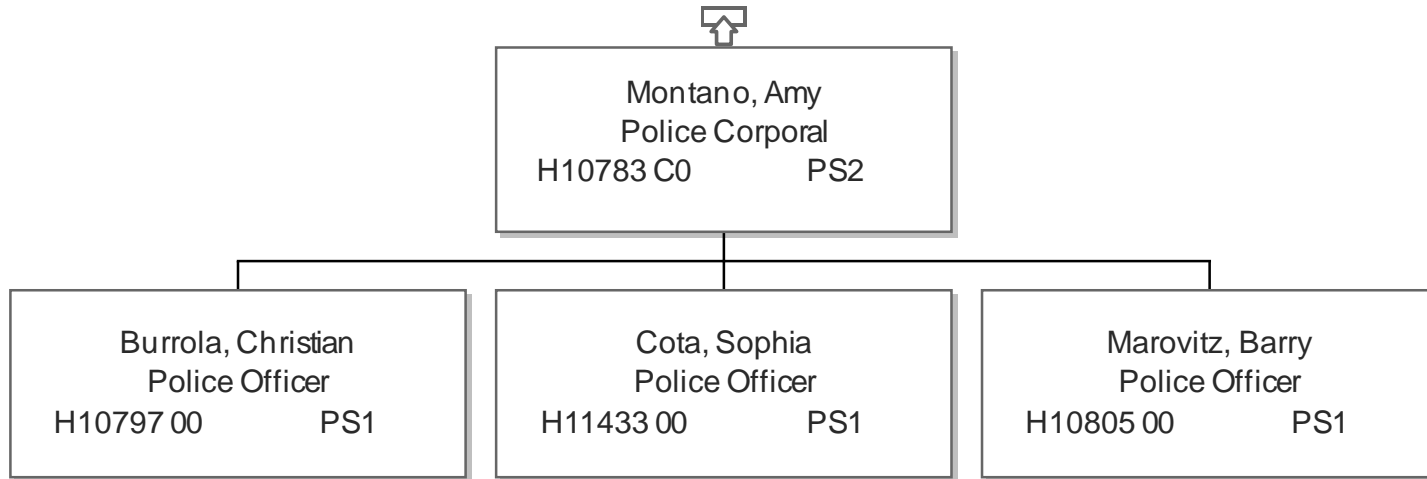 Montano, Amy
Police Corporal
H10783 C0 PS2
Burrola, Christian
Police Officer
H10797 00 PS1
Cota, Sophia
Police Officer
H11433 00 PS1
Marovitz, Barry
Police Officer
H10805 00 PS1